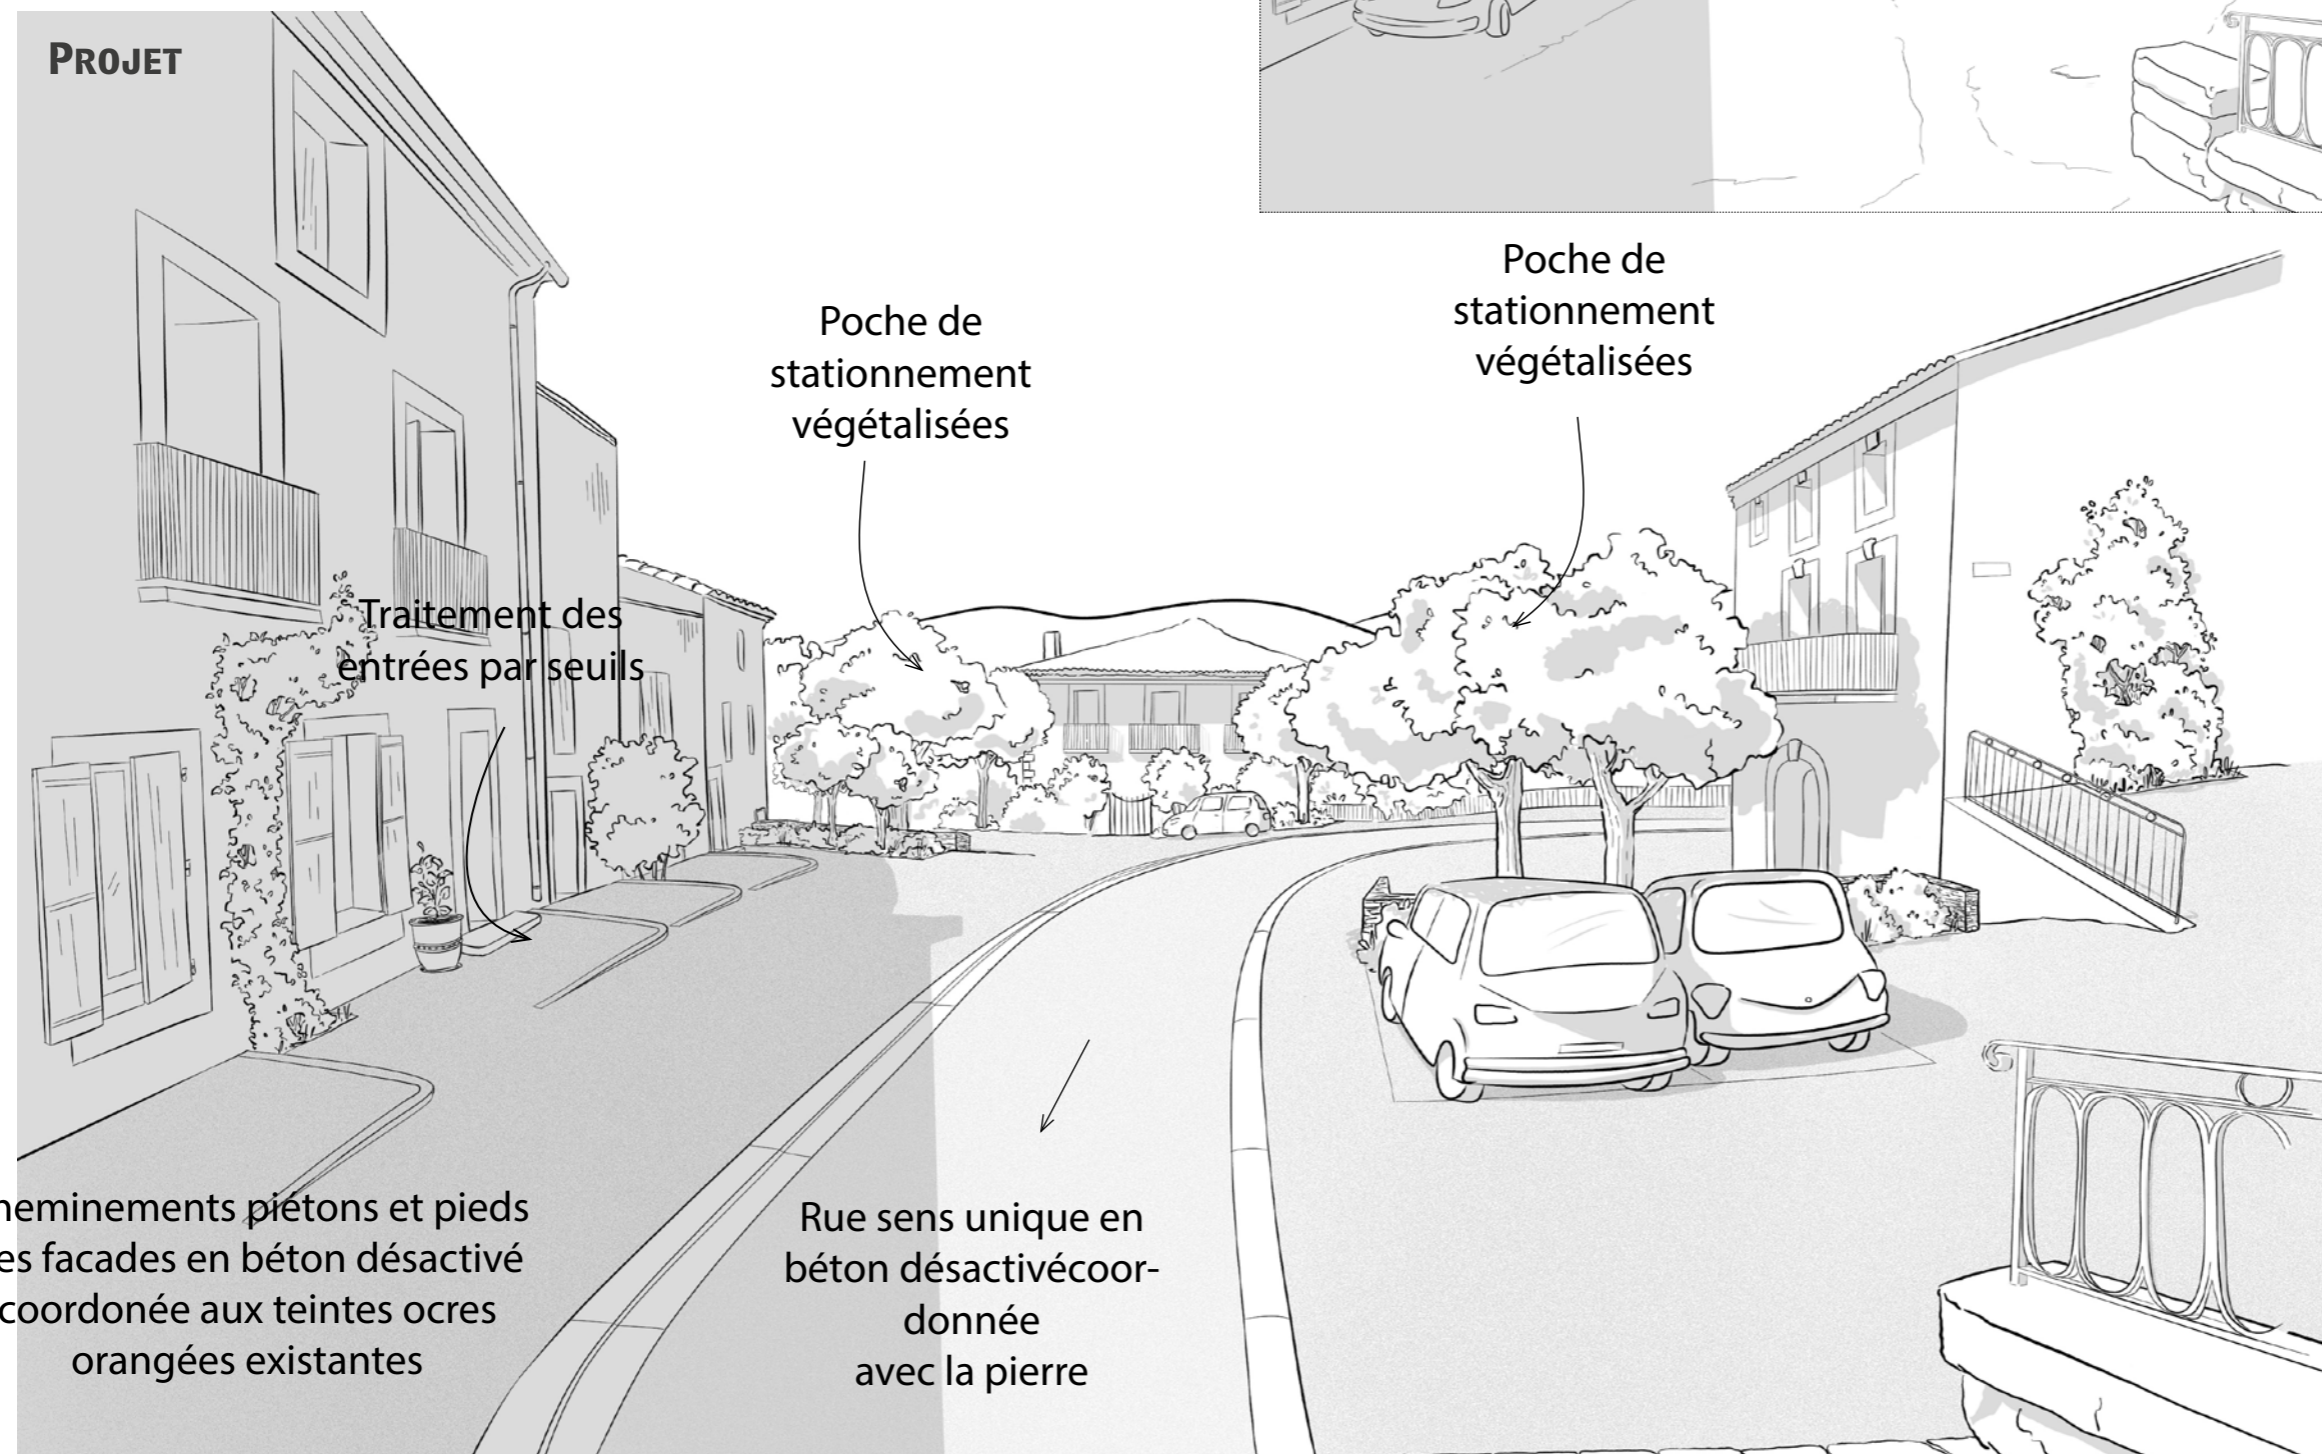 PROJET
Poche de
stationnement
végétalisées
Poche de
stationnement
végétalisées
Traitement des
entrées par seuils
heminements piétons et pieds
es facades en béton désactivé
coordonée aux teintes ocres
orangées existantes
Rue sens unique en
béton désactivécoor-
donnée
avec la pierre